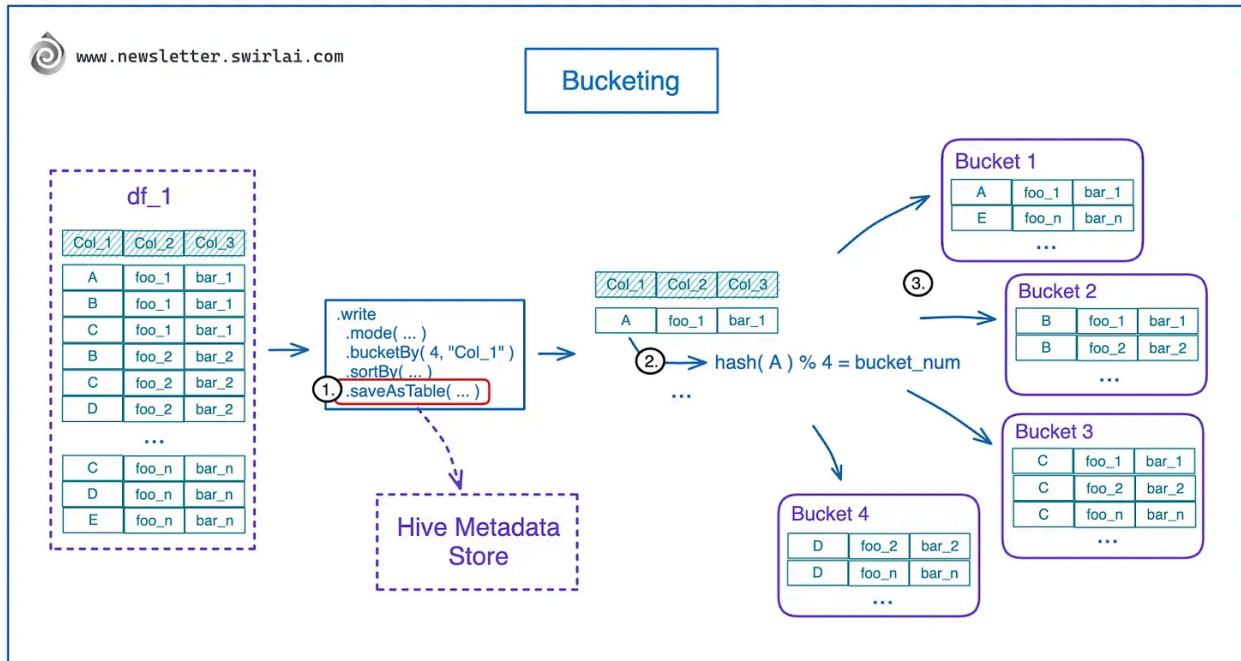 www.newsletter.swirlai.com
Bucketing
df_1
Col_1 Col_2 Col_3
A foo_1 bar_1
B foo_1 bar_1
C foo_1 bar_1
B foo_2 bar_2
C foo_2 bar_2
D foo_2 bar_2
...
C foo_n bar_n
D foo_n bar_n
E foo_n bar_n
.write
.mode( ... )
.bucketBy( 4, "Col_1" )
.sortBy( ... )
1. .saveAsTable( ... )
Hive Metadata
Store
Col_1 Col_2 Col_3
A foo_1 bar_1
2. hash( A ) % 4 = bucket_num
...
3.
Bucket 1
A foo_1 bar_1
E foo_n bar_n
...
Bucket 2
B foo_1 bar_1
B foo_2 bar_2
...
Bucket 3
C foo_1 bar_1
C foo_2 bar_2
C foo_n bar_n
...
Bucket 4
D foo_2 bar_2
D foo_n bar_n
...